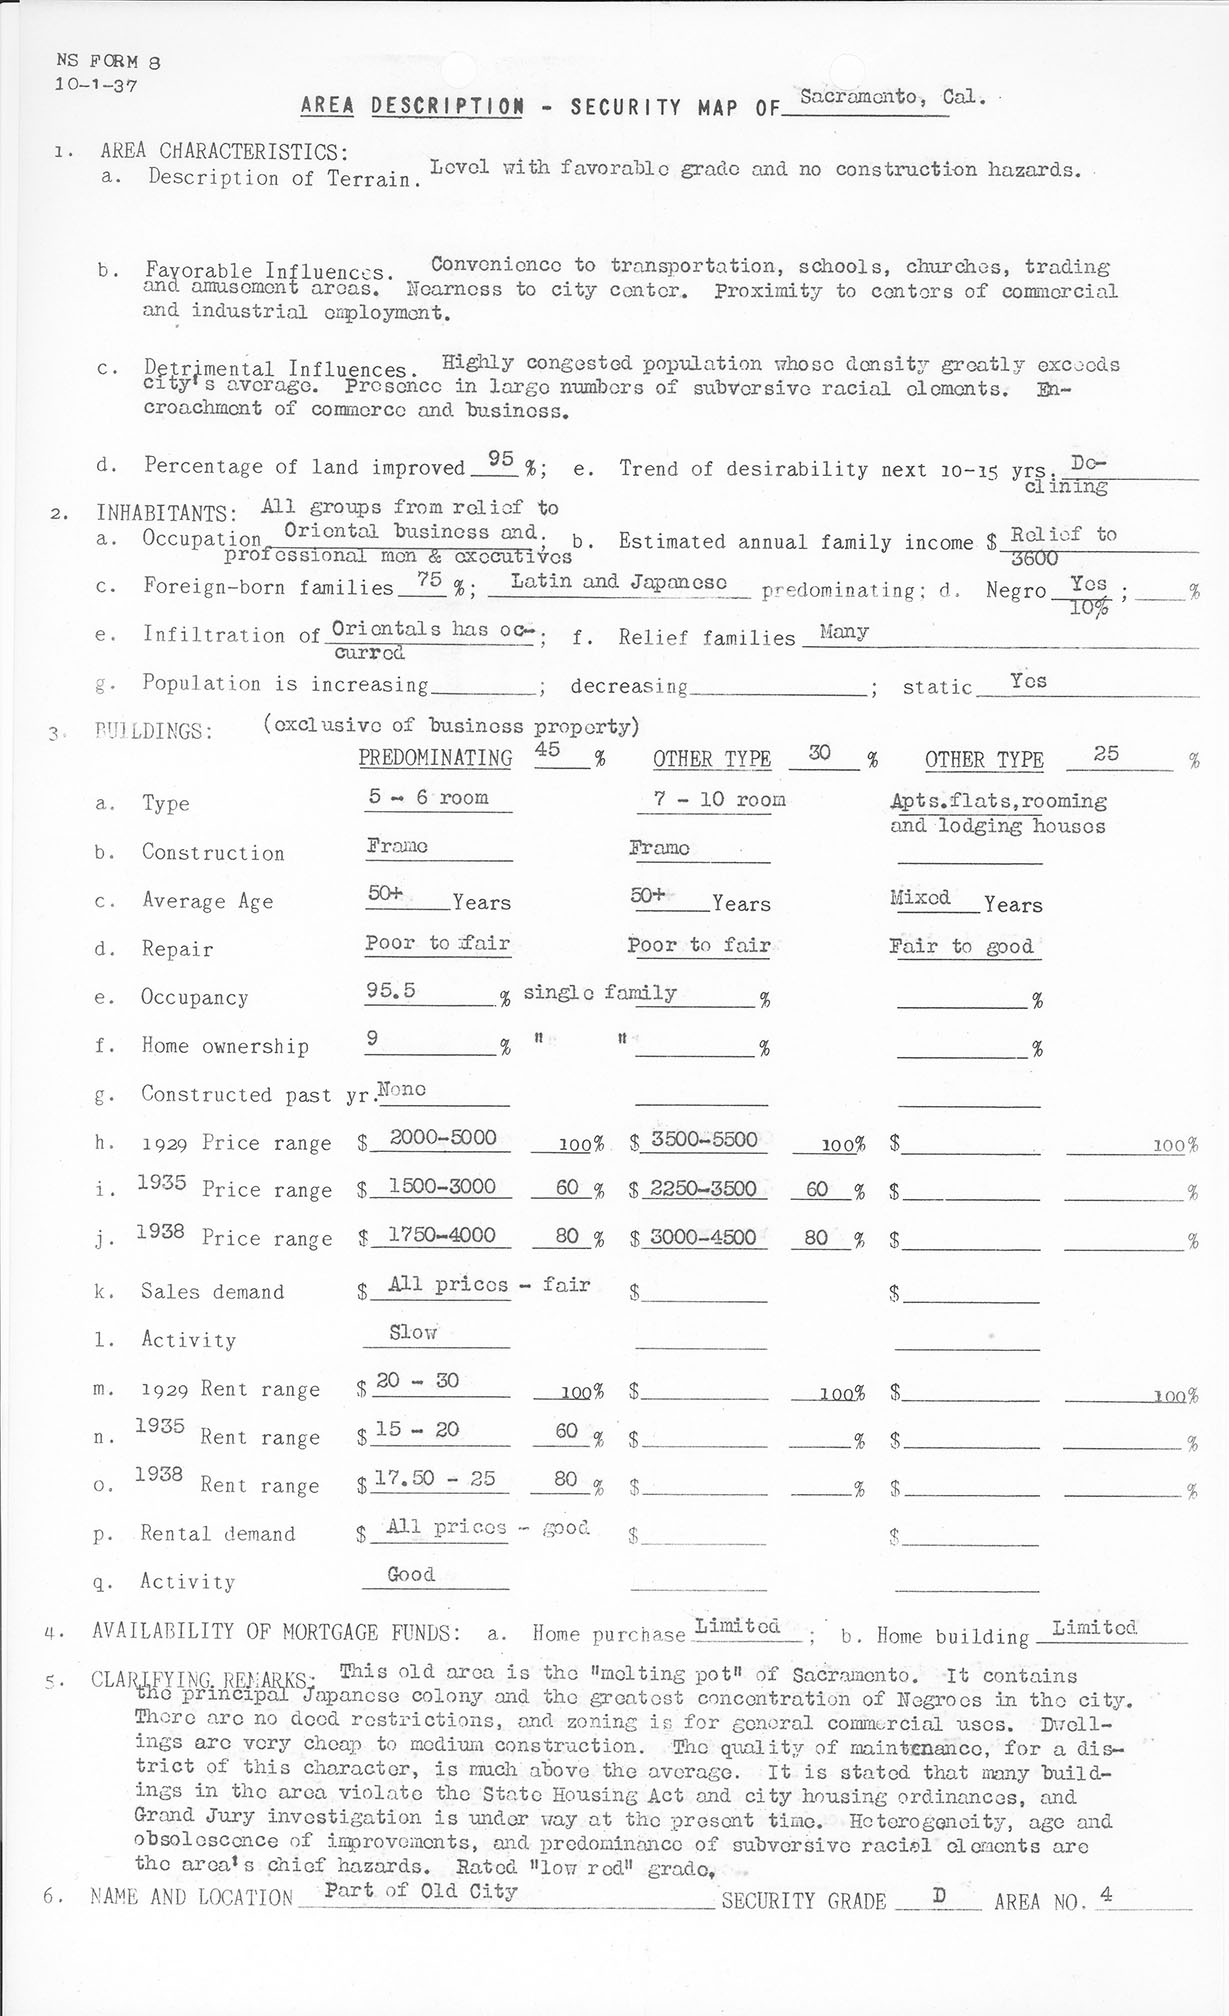 NS FORM 8
10-1-37
AREA DESCRIPTION - SECURITY MAP OF Sacramento, Cal.
1. AREA CHARACTERISTICS:
a. Description of Terrain. Level with favorable grade and no construction hazards.
b. Favorable Influences. Convenience to transportation, schools, churches, trading
and amusement areas. Nearness to city center. Proximity to centers of commercial
and industrial employment.
c. Detrimental Influences. Highly congested population whose density greatly exceeds
city's average. Presence in large numbers of subversive racial elements. En-
croachment of commerce and business.
d. Percentage of land improved 95 %; e. Trend of desirability next 10-15 yrs. De-
clining
2. INHABITANTS: All groups from relief to
a. Occupation Oriental business and; b. Estimated annual family income $ Relief to
professional men & executives 3600
c. Foreign-born families 75 %; Latin and Japanese predominating; d. Negro Yes ; %
10%
e. Infiltration of Orientals has oc-; f. Relief families Many
curred
g. Population is increasing ; decreasing ; static Yes
3. BUILDINGS: (exclusive of business property)
PREDOMINATING 45 % OTHER TYPE 30 % OTHER TYPE 25 %
a. Type 5 - 6 room 7 - 10 room Apts.flats,rooming
and lodging houses
b. Construction Frame Frame
c. Average Age 50+ Years 50+ Years Mixed Years
d. Repair Poor to fair Poor to fair Fair to good
e. Occupancy 95.5 % single family % %
f. Home ownership 9 % " " % %
g. Constructed past yr. None
h. 1929 Price range $ 2000-5000 100% $ 3500-5500 100% $ 100%
i. 1935 Price range $ 1500-3000 60 % $ 2250-3500 60 % $ %
j. 1938 Price range $ 1750-4000 80 % $ 3000-4500 80 % $ %
k. Sales demand $ All prices - fair $ $
l. Activity Slow
m. 1929 Rent range $ 20 - 30 100% $ 100% $ 100%
n. 1935 Rent range $ 15 - 20 60 % $ % $ %
o. 1938 Rent range $ 17.50 - 25 80 % $ % $ %
p. Rental demand $ All prices - good $ $
q. Activity Good
4. AVAILABILITY OF MORTGAGE FUNDS: a. Home purchase Limited ; b. Home building Limited
5. CLARIFYING REMARKS: This old area is the "melting pot" of Sacramento. It contains
the principal Japanese colony and the greatest concentration of Negroes in the city.
There are no deed restrictions, and zoning is for general commercial uses. Dwell-
ings are very cheap to medium construction. The quality of maintenance, for a dis-
trict of this character, is much above the average. It is stated that many build-
ings in the area violate the State Housing Act and city housing ordinances, and
Grand Jury investigation is under way at the present time. Heterogeneity, age and
obsolescence of improvements, and predominance of subversive racial elements are
the area's chief hazards. Rated "low red" grade.
6. NAME AND LOCATION Part of Old City SECURITY GRADE D AREA NO. 4